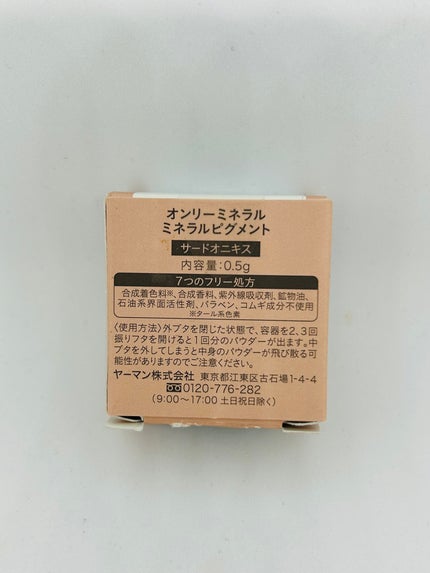 オンリーミネラル
ミネラルピグメント
サードオニキス
内容量:0.5g
7つのフリー処方
合成着色料※、合成香料、紫外線吸収剤、鉱物油、
石油系界面活性剤、パラベン、コムギ成分不使用
※タール系色素
〈使用方法〉外ブタを閉じた状態で、容器を2、3回
振りフタを開けると1回分のパウダーが出ます。中
ブタを外してしまうと中身のパウダーが飛び散る可
能性がありますのでご注意ください。
ヤーマン株式会社 東京都江東区古石場1-4-4
0120-776-282
(9:00〜17:00 土日祝日除く)